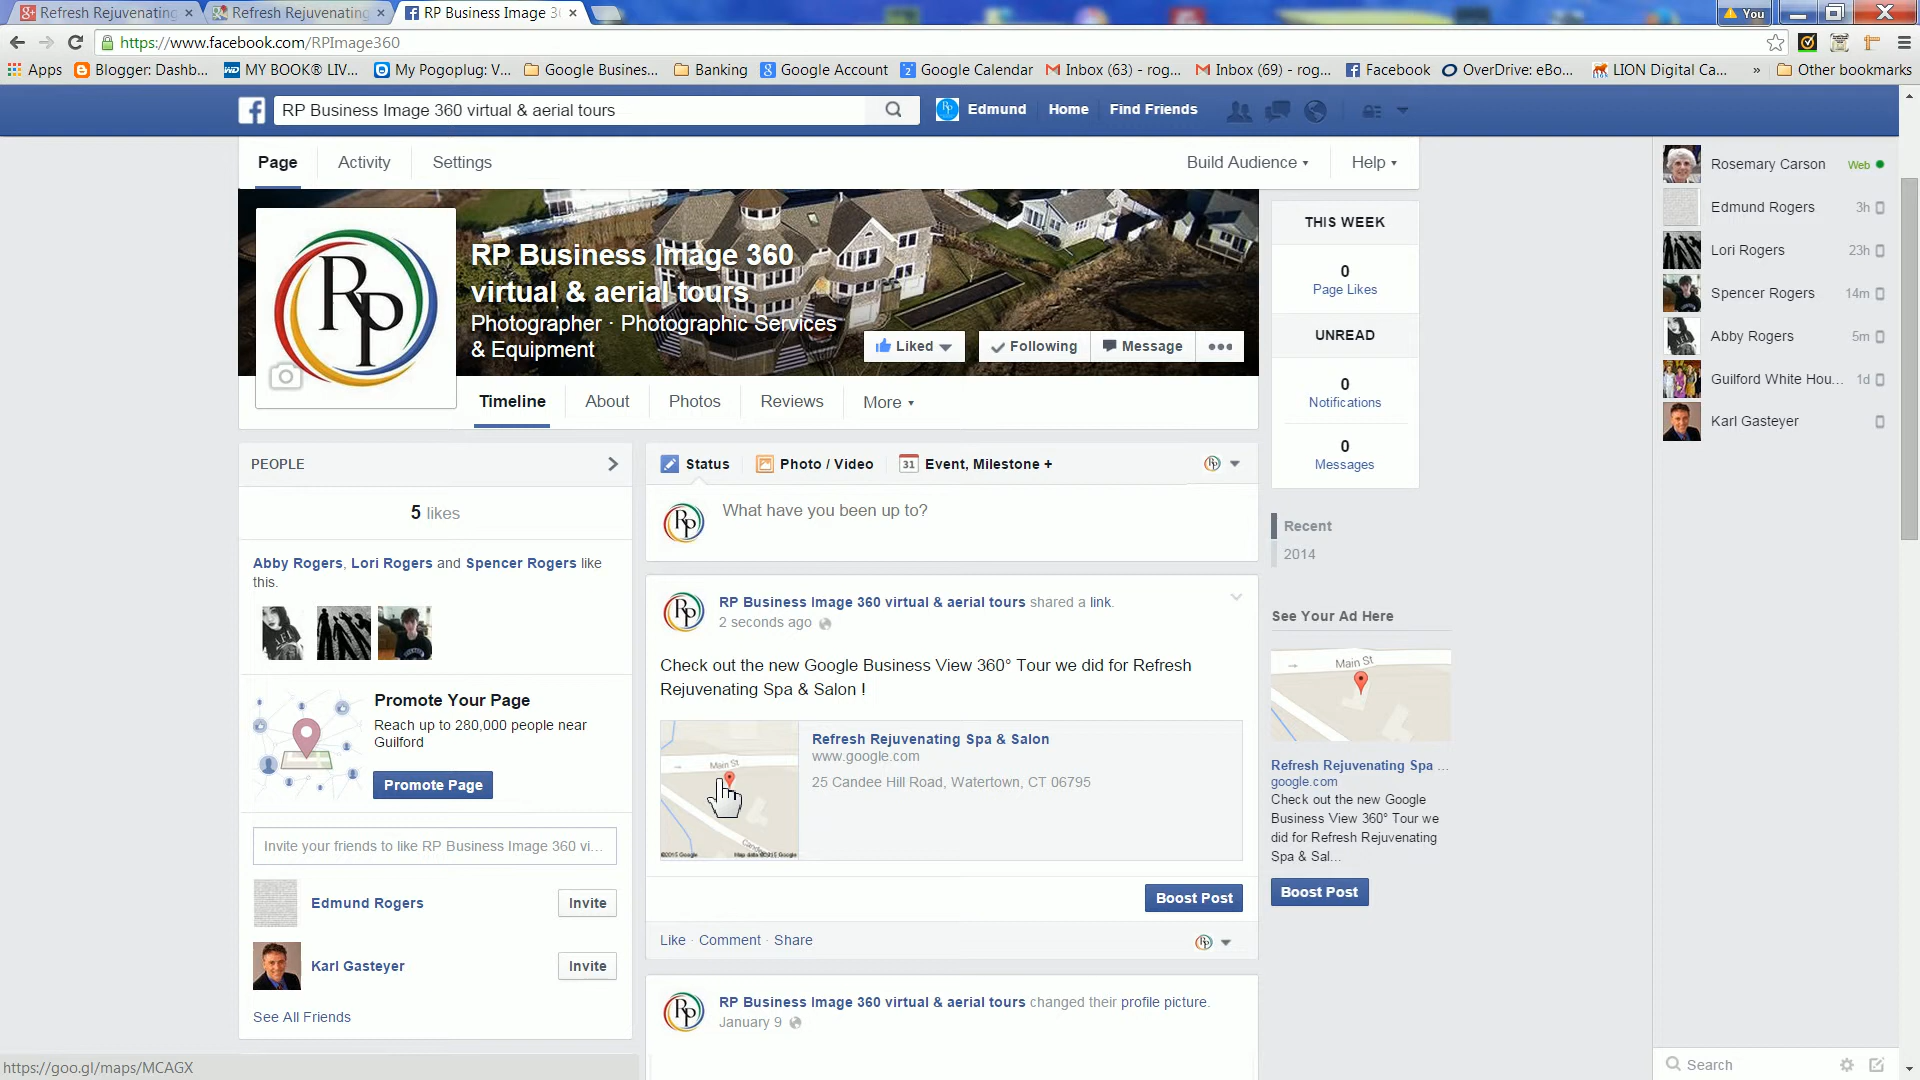 Refresh Rejuvenating
Refresh Rejuvenating
RP Business Image 3
You
https://www.facebook.com/RPImage360
Apps
Blogger: Dashb...
MY BOOK® LIV...
My Pogoplug: V...
Google Busines...
Banking
Google Account
Google Calendar
Inbox (63) - rog...
Inbox (69) - rog...
Facebook
OverDrive: eBo...
LION Digital Ca...
»
Other bookmarks
RP Business Image 360 virtual & aerial tours
Edmund
Home
Find Friends
Page
Activity
Settings
Build Audience
Help
RP
RP Business Image 360
virtual & aerial tours
Photographer · Photographic Services
& Equipment
Liked
Following
Message
•••
Timeline
About
Photos
Reviews
More
THIS WEEK
0
Page Likes
UNREAD
0
Notifications
0
Messages
Recent
2014
PEOPLE
5 likes
Abby Rogers, Lori Rogers and Spencer Rogers like
this.
Promote Your Page
Reach up to 280,000 people near
Guilford
Promote Page
Invite your friends to like RP Business Image 360 vi...
Edmund Rogers
Invite
Karl Gasteyer
Invite
See All Friends
Status
Photo / Video
31
Event, Milestone +
What have you been up to?
RP Business Image 360 virtual & aerial tours shared a link.
2 seconds ago
Check out the new Google Business View 360° Tour we did for Refresh
Rejuvenating Spa & Salon !
Main St
©2015 Google
Map data ©2015 Google
Refresh Rejuvenating Spa & Salon
www.google.com
25 Candee Hill Road, Watertown, CT 06795
Boost Post
Like · Comment · Share
RP Business Image 360 virtual & aerial tours changed their profile picture.
January 9
See Your Ad Here
Main St
Refresh Rejuvenating Spa ...
google.com
Check out the new Google
Business View 360° Tour we
did for Refresh Rejuvenating
Spa & Sal...
Boost Post
Rosemary Carson
Web
Edmund Rogers
3h
Lori Rogers
23h
Spencer Rogers
14m
Abby Rogers
5m
Guilford White Hou...
1d
Karl Gasteyer
Search
https://goo.gl/maps/MCAGX